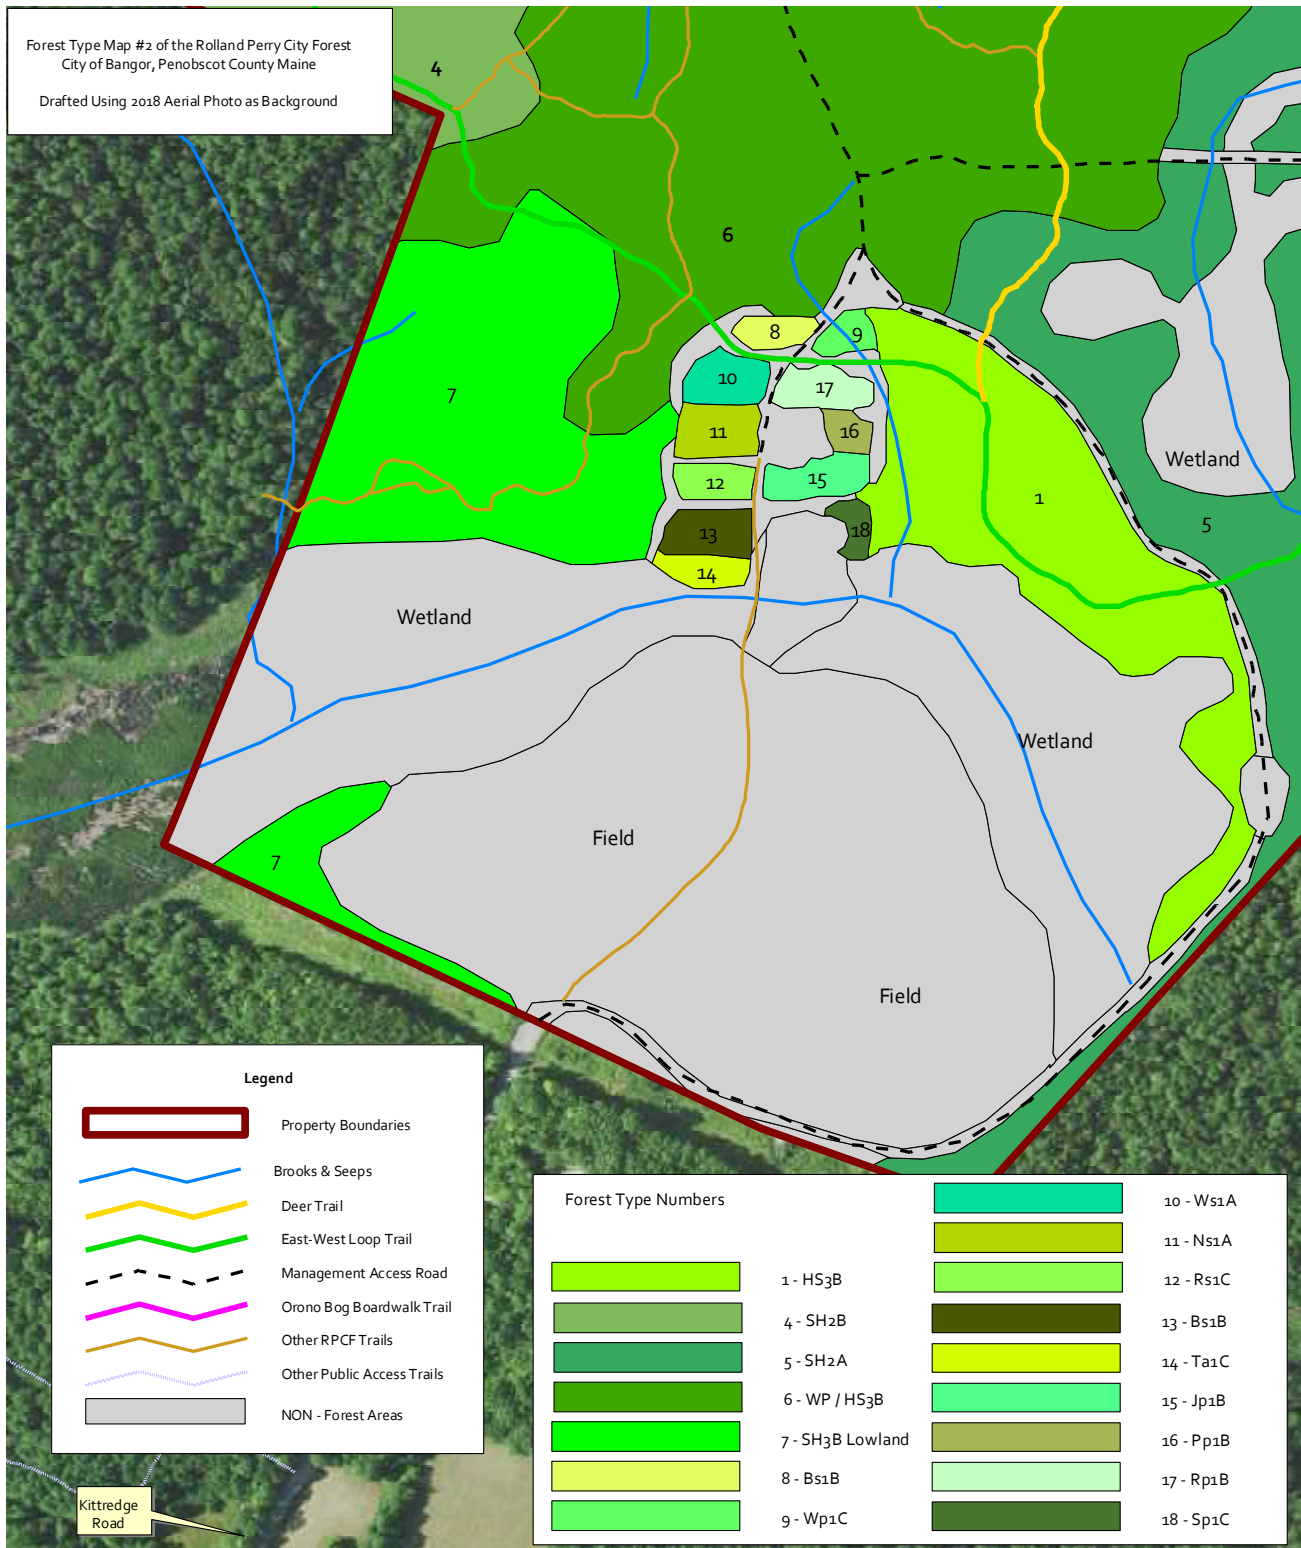 Forest Type Map #2 of the Rolland Perry City Forest
City of Bangor, Penobscot County Maine
Drafted Using 2018 Aerial Photo as Background
4
6
8
9
10
17
7
11
16
12
15
1
Wetland
5
13
18
14
Wetland
Wetland
Field
7
Field
Legend
Property Boundaries
Brooks & Seeps
Deer Trail
East-West Loop Trail
Management Access Road
Orono Bog Boardwalk Trail
Other RPCF Trails
Other Public Access Trails
NON - Forest Areas
Kittredge
Road
Forest Type Numbers
1 - HS3B
4 - SH2B
5 - SH2A
6 - WP / HS3B
7 - SH3B Lowland
8 - Bs1B
9 - Wp1C
10 - Ws1A
11 - Ns1A
12 - Rs1C
13 - Bs1B
14 - Ta1C
15 - Jp1B
16 - Pp1B
17 - Rp1B
18 - Sp1C